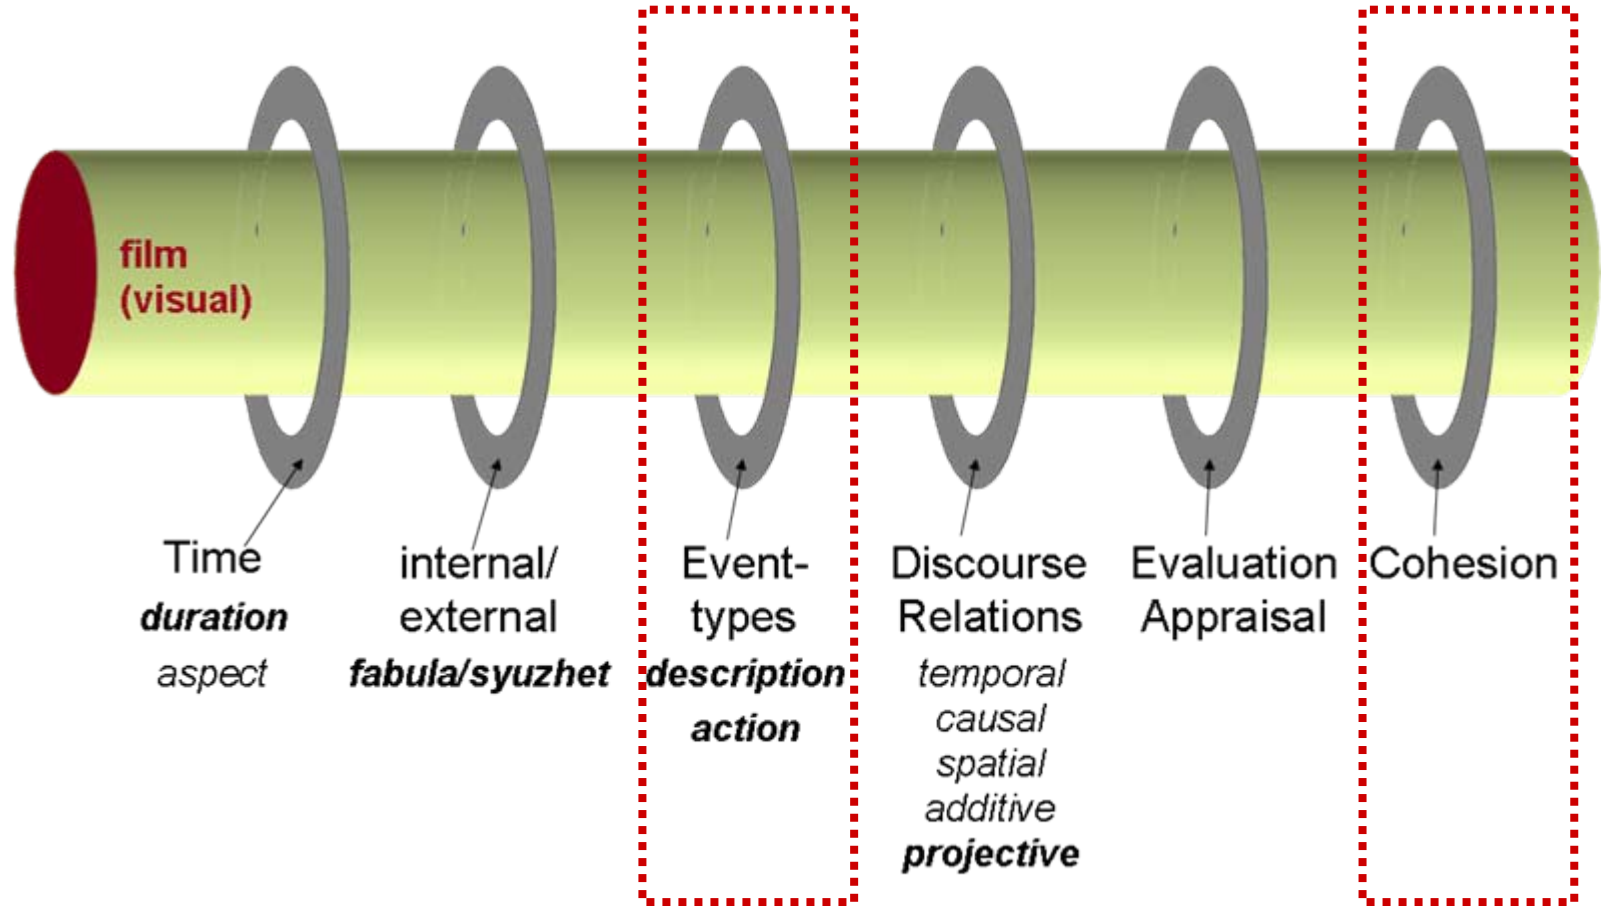 film
(visual)
Time
duration
aspect
internal/
external
fabula/syuzhet
Event-
types
description
action
Discourse
Relations
temporal
causal
spatial
additive
projective
Evaluation
Appraisal
Cohesion